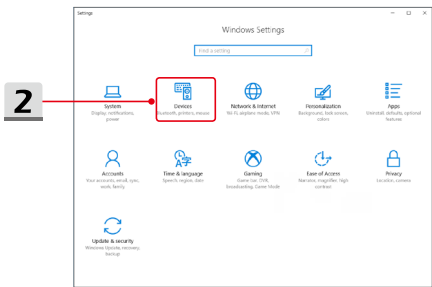 Settings
Windows Settings
Find a setting
2
System
Display, notifications,
power
Devices
Bluetooth, printers, mouse
Network & Internet
Wi-Fi, airplane mode, VPN
Personalization
Background, lock screen,
colors
Apps
Uninstall, defaults, optional
features
Accounts
Your accounts, email, sync,
work, family
Time & language
Speech, region, date
Gaming
Game bar, DVR,
broadcasting, Game Mode
Ease of Access
Narrator, magnifier, high
contrast
Privacy
Location, camera
Update & security
Windows Update, recovery,
backup